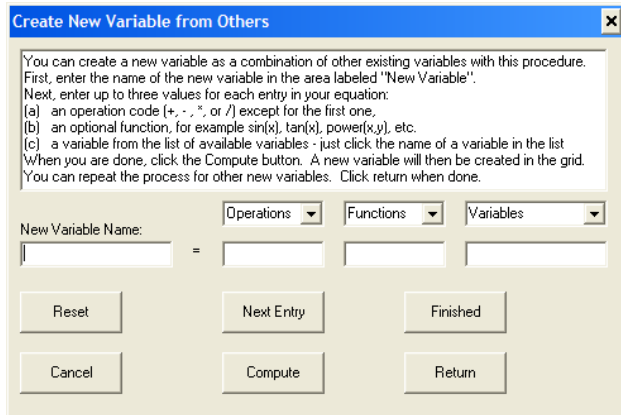 Create New Variable from Others
You can create a new variable as a combination of other existing variables with this procedure.
First, enter the name of the new variable in the area labeled "New Variable".
Next, enter up to three values for each entry in your equation:
(a) an operation code (+, - , *, or /) except for the first one,
(b) an optional function, for example sin(x), tan(x), power(x,y), etc.
(c) a variable from the list of available variables - just click the name of a variable in the list
When you are done, click the Compute button. A new variable will then be created in the grid.
You can repeat the process for other new variables. Click return when done.
Operations Functions Variables
New Variable Name:
=
Reset Next Entry Finished
Cancel Compute Return